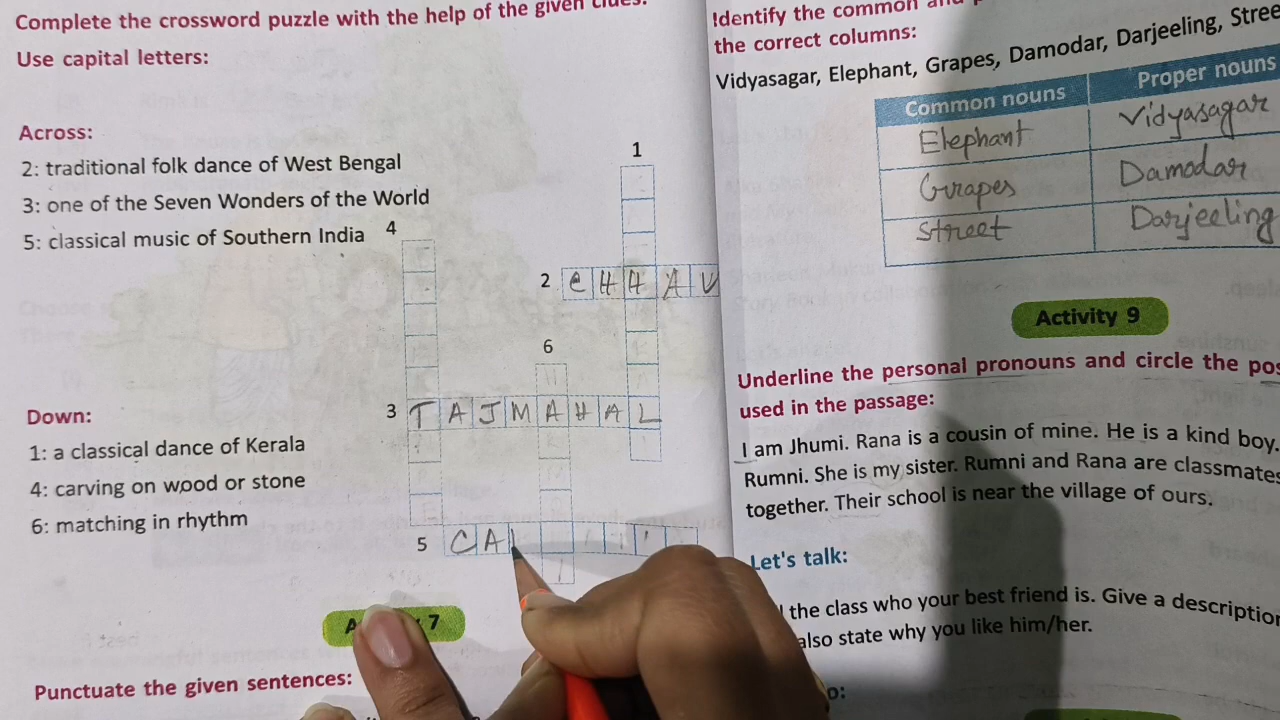 Complete the crossword puzzle with the help of the given clues:
Use capital letters:
Across:
2: traditional folk dance of West Bengal
3: one of the Seven Wonders of the World
5: classical music of Southern India
4
1
2 CHHAU
6
3 TAJMAHAL
5 CA
Down:
1: a classical dance of Kerala
4: carving on wood or stone
6: matching in rhythm
7
Punctuate the given sentences:
Identify the common and
the correct columns:
Vidyasagar, Elephant, Grapes, Damodar, Darjeeling, Stree
Common nouns Proper nouns
Elephant Vidyasagar
Grapes Damodar
Street Darjeeling
Activity 9
Underline the personal pronouns and circle the pos
used in the passage:
I am Jhumi. Rana is a cousin of mine. He is a kind boy.
Rumni. She is my sister. Rumni and Rana are classmates
together. Their school is near the village of ours.
Let's talk:
the class who your best friend is. Give a description
also state why you like him/her.